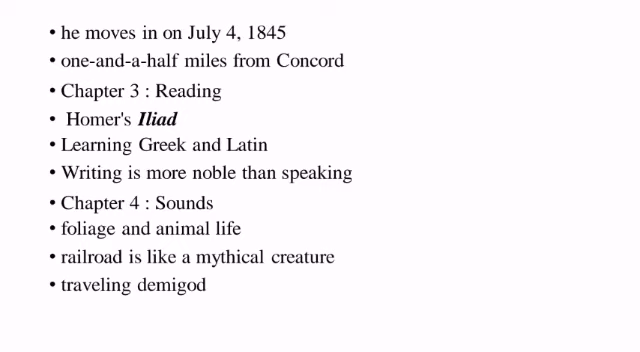 • he moves in on July 4, 1845
• one-and-a-half miles from Concord
• Chapter 3 : Reading
• Homer's Iliad
• Learning Greek and Latin
• Writing is more noble than speaking
• Chapter 4 : Sounds
• foliage and animal life
• railroad is like a mythical creature
• traveling demigod